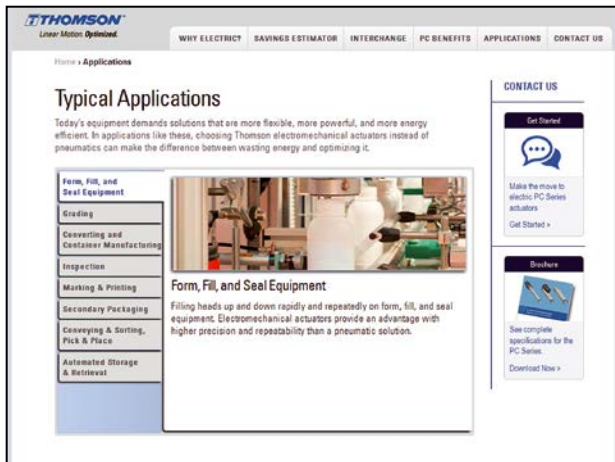 THOMSON
Linear Motion. Optimized.
WHY ELECTRIC? SAVINGS ESTIMATOR INTERCHANGE PC BENEFITS APPLICATIONS CONTACT US
Home › Applications
Typical Applications
Today's equipment demands solutions that are more flexible, more powerful, and more energy
efficient. In applications like these, choosing Thomson electromechanical actuators instead of
pneumatics can make the difference between wasting energy and optimizing it.
Form, Fill, and
Seal Equipment
Grading
Converting and
Container Manufacturing
Inspection
Marking & Printing
Secondary Packaging
Conveying & Sorting,
Pick & Place
Automated Storage
& Retrieval
Form, Fill, and Seal Equipment
Filling heads up and down rapidly and repeatedly on form, fill, and seal
equipment. Electromechanical actuators provide an advantage with
higher precision and repeatability than a pneumatic solution.
CONTACT US
Get Started
Make the move to
electric PC Series
actuators
Get Started >
Brochure
See complete
specifications for the
PC Series.
Download Now >